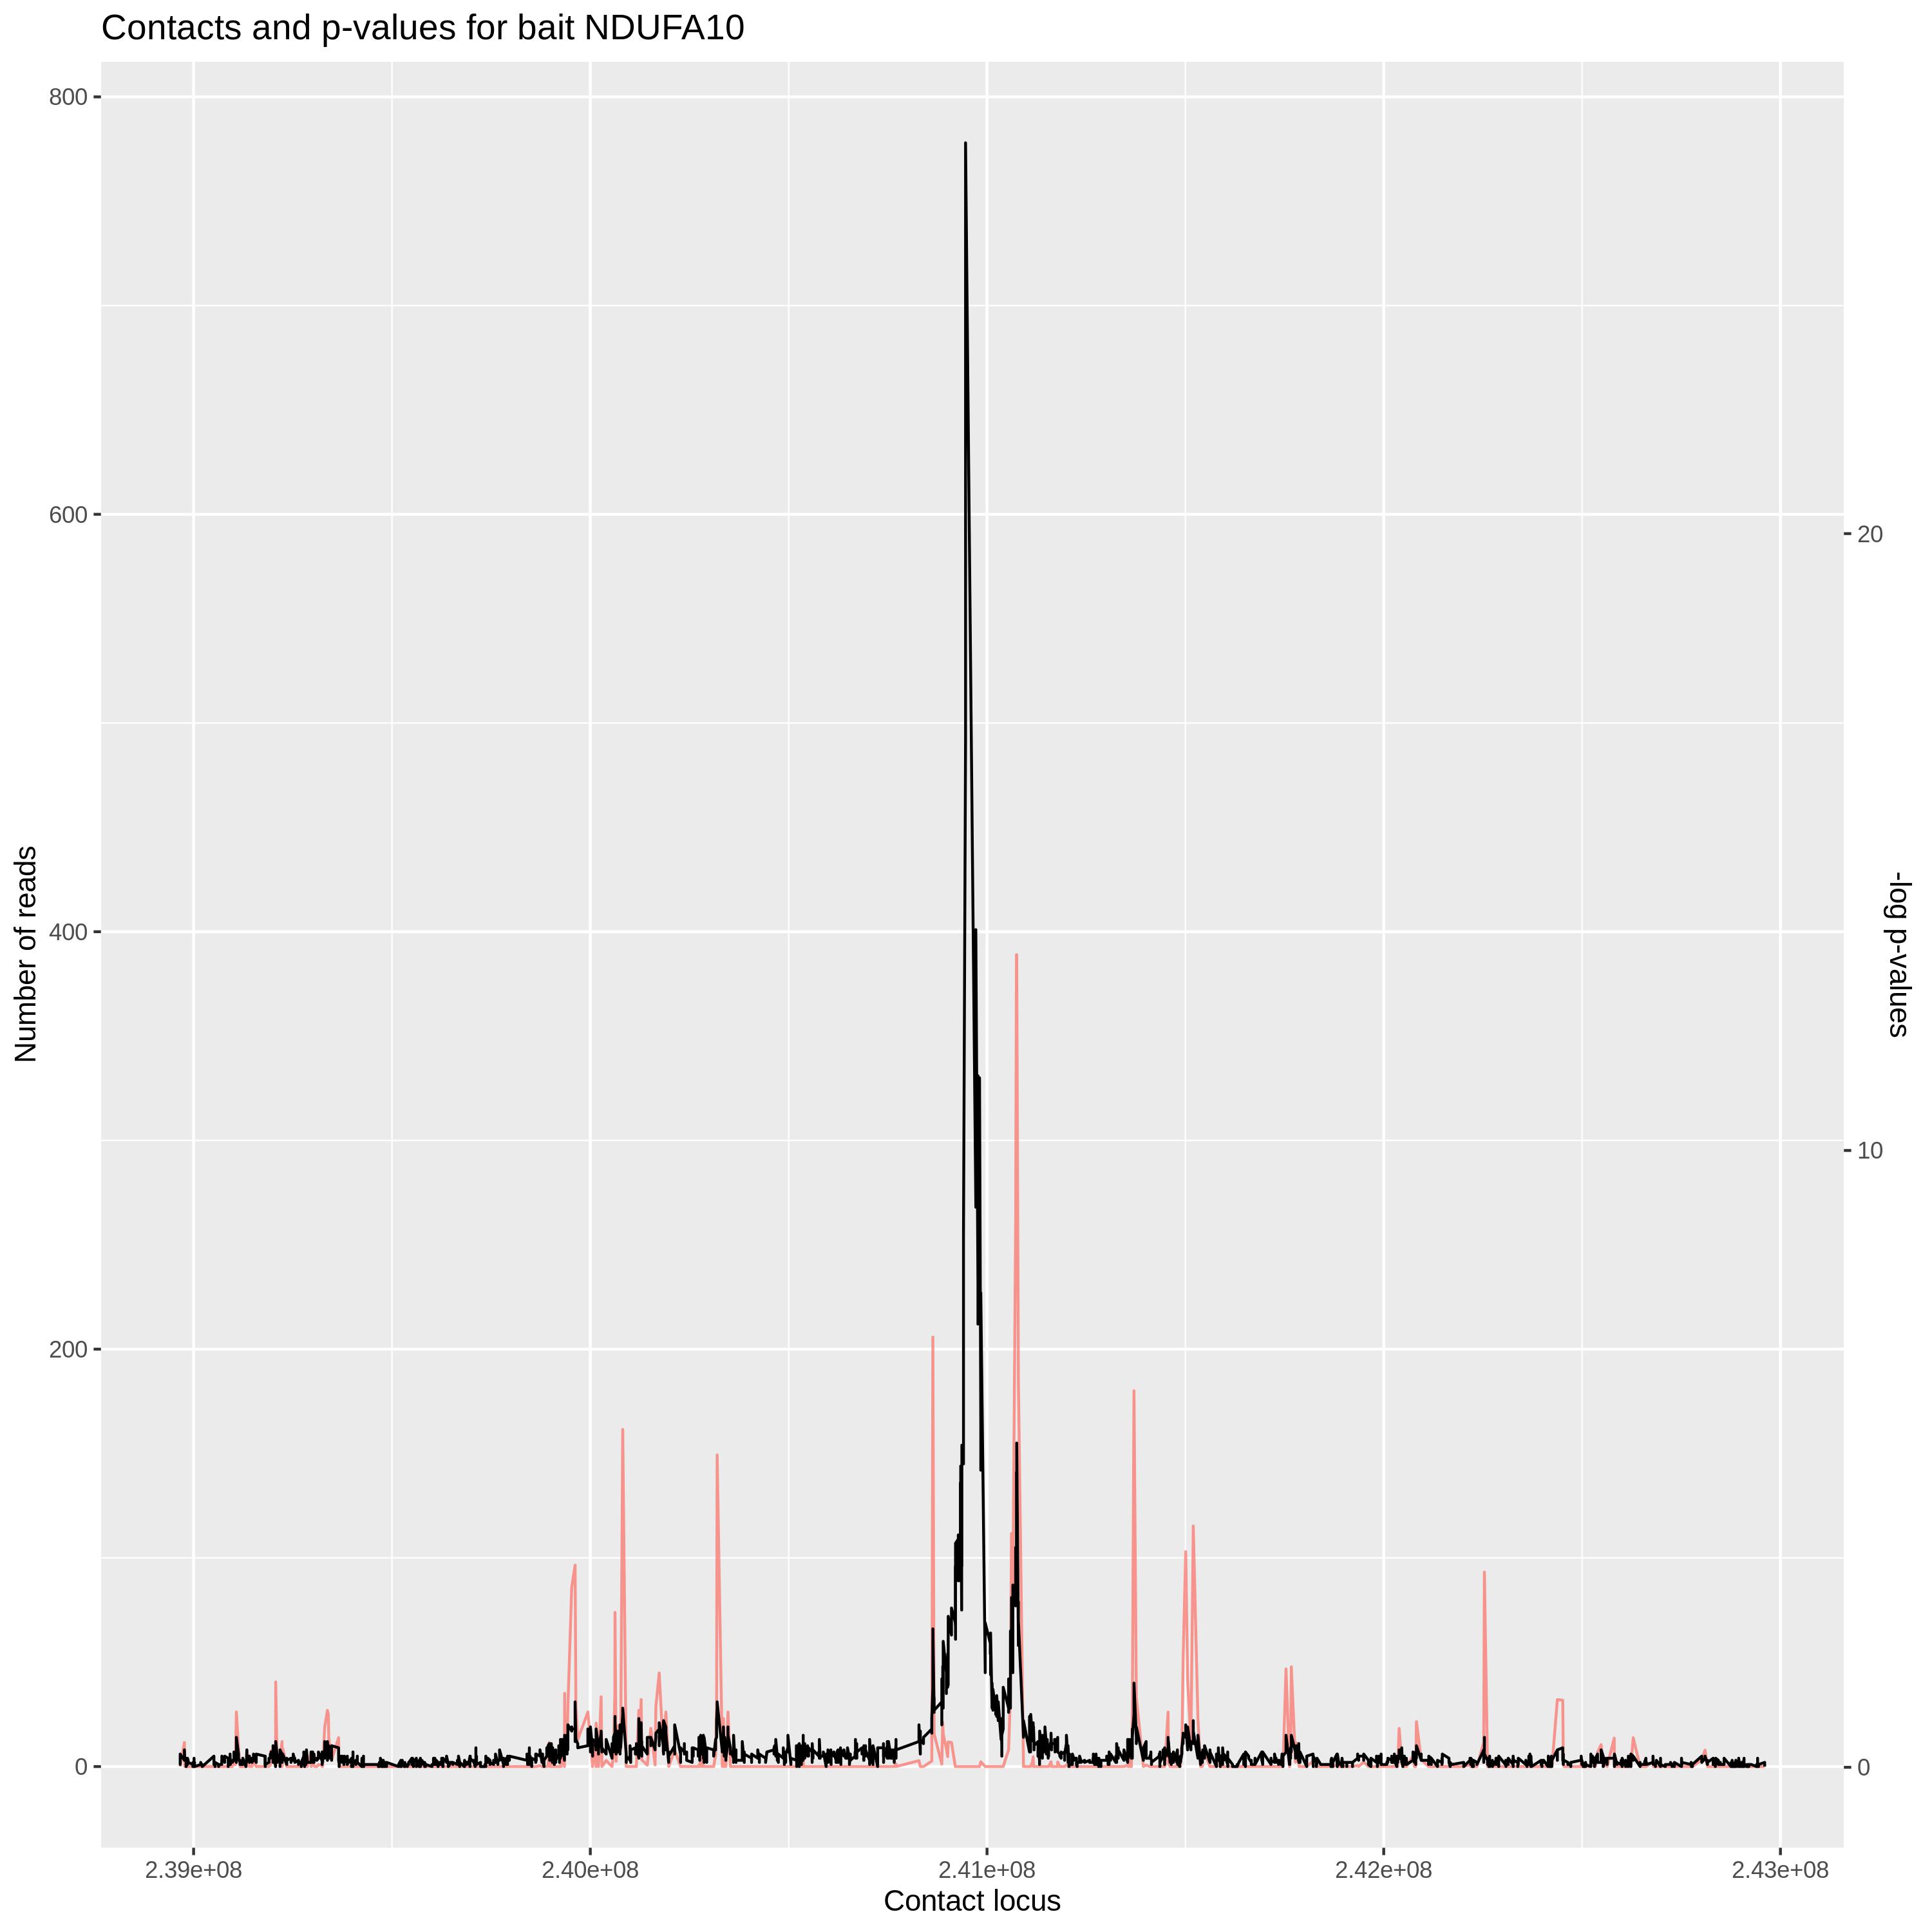 Contacts and p-values for bait NDUFA10
800
600
400
200
0
Number of reads
20
10
0
-log p-values
2.39e+08
2.40e+08
2.41e+08
2.42e+08
2.43e+08
Contact locus